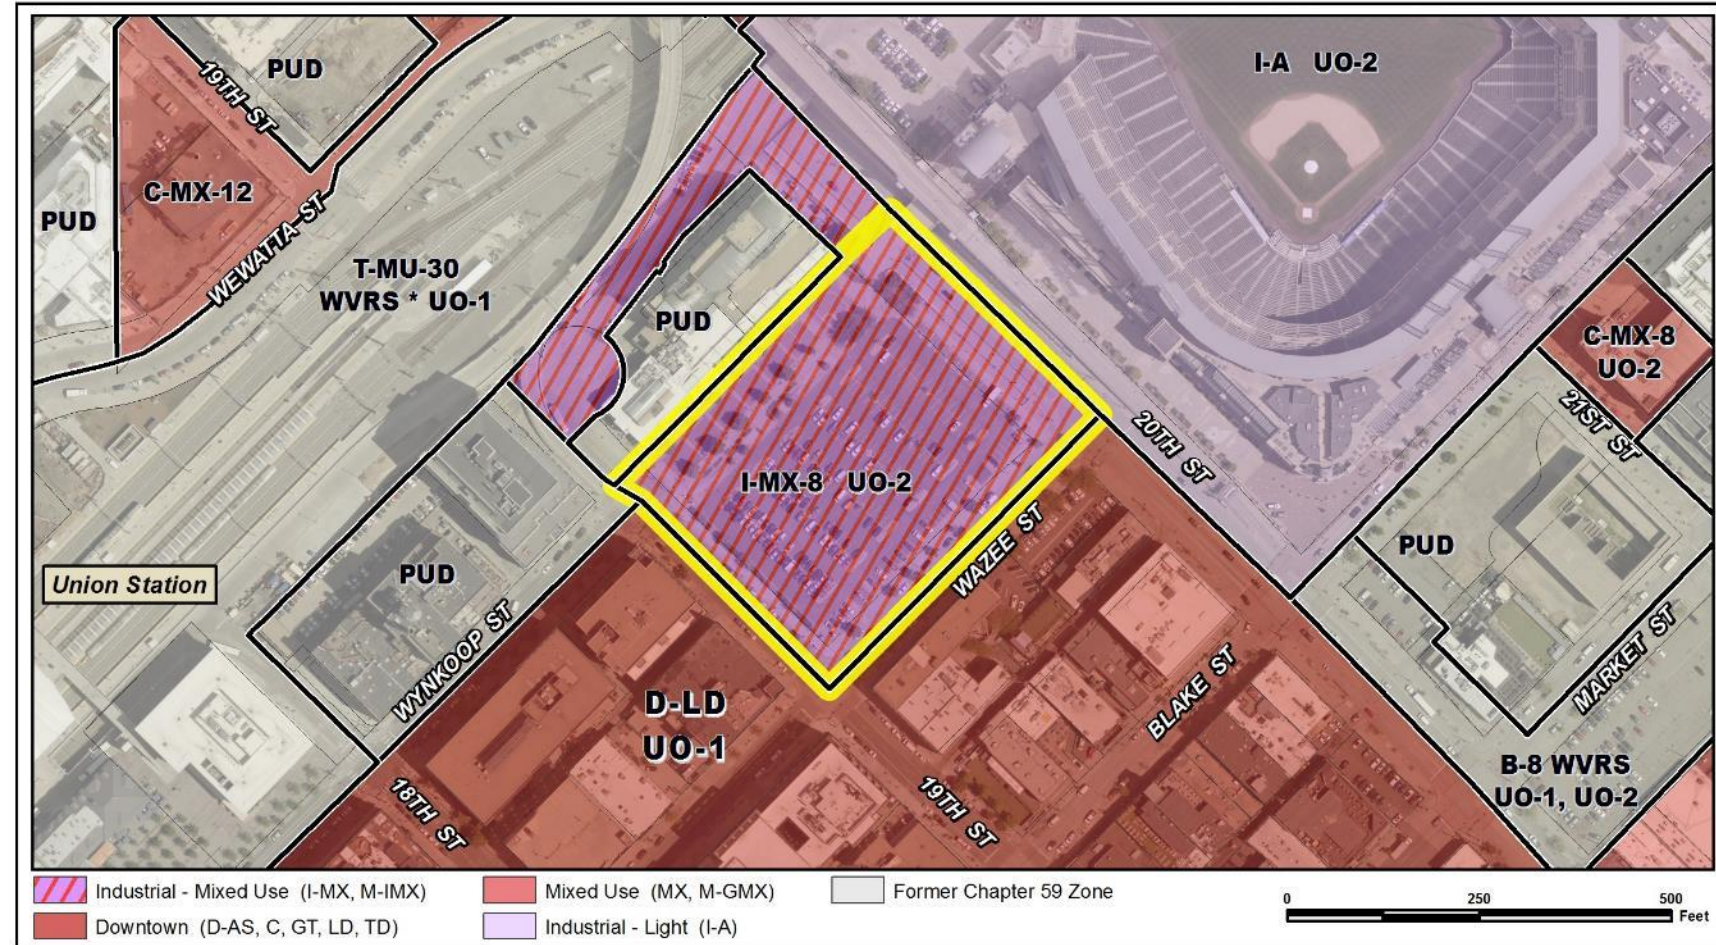 PUD
19TH ST
I-A UO-2
C-MX-12
PUD
WEWATTA ST
T-MU-30
WVRS * UO-1
PUD
C-MX-8
UO-2
21ST ST
20TH ST
I-MX-8 UO-2
WAZEE ST
PUD
PUD
Union Station
WYNKOOP ST
D-LD
UO-1
BLAKE ST
MARKET ST
B-8 WVRS
UO-1, UO-2
18TH ST
19TH ST
Industrial - Mixed Use (I-MX, M-IMX)
Mixed Use (MX, M-GMX)
Former Chapter 59 Zone
Downtown (D-AS, C, GT, LD, TD)
Industrial - Light (I-A)
0 250 500
Feet